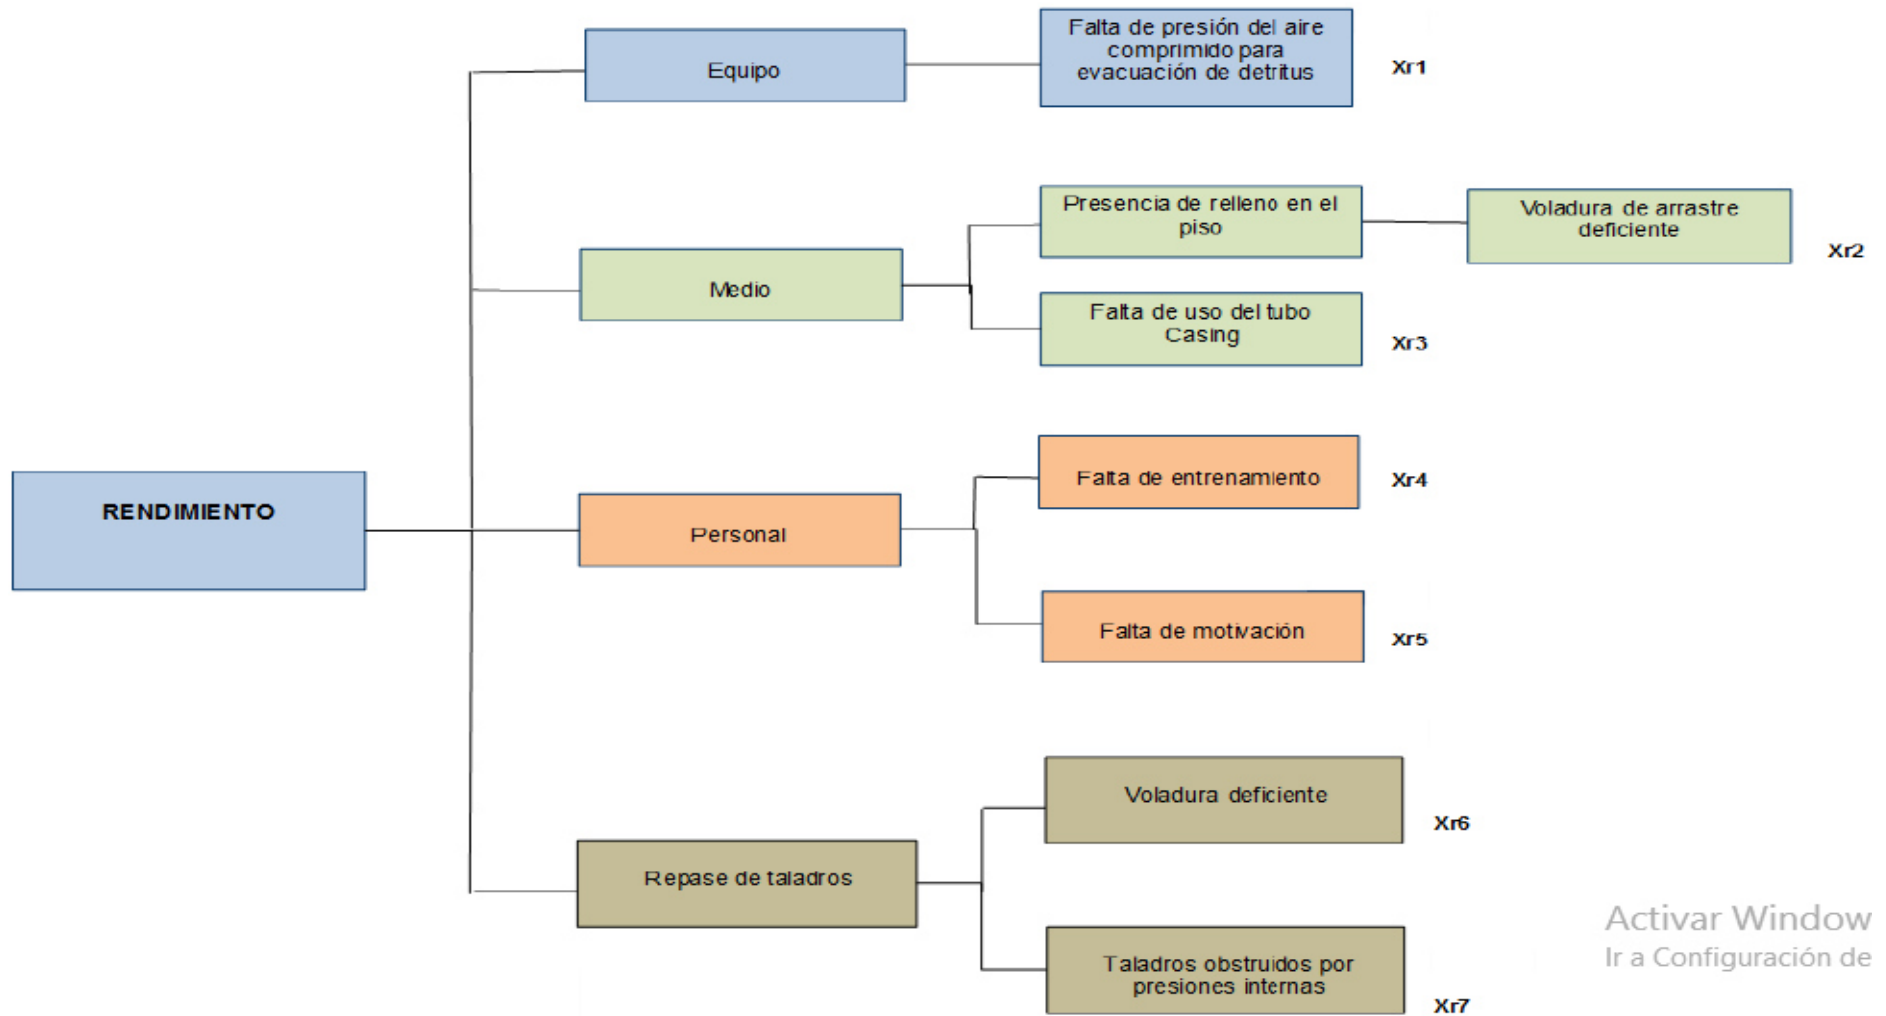 Falta de presión del aire
comprimido para
evacuación de detritus
Equipo
Xr1
Presencia de relleno en el
piso
Voladura de arrastre
deficiente
Xr2
Medio
Falta de uso del tubo
Casing
Xr3
Falta de entrenamiento
Xr4
RENDIMIENTO
Personal
Falta de motivación
Xr5
Voladura deficiente
Xr6
Repase de taladros
Taladros obstruidos por
presiones internas
Xr7
Activar Window
Ir a Configuración de